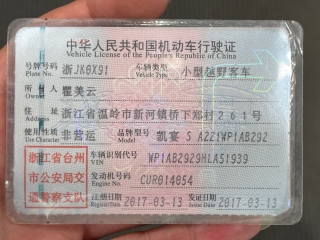 中华人民共和国机动车行驶证
Vehicle License of the People's Republic of China
号牌号码 浙JK0X91 车辆类型 小型越野客车
Plate No. Vehicle Type
所有人 瞿美云
Owner
住址 浙江省温岭市新河镇桥下郑村261号
Address
使用性质 非营运 品牌型号 凯宴 S AZZ1WP1AB292
Use Character Model
浙江省台州
市公安局交
通警察支队
车辆识别代号 WP1AB2929HLA51939
VIN
发动机号码 CUR014054
Engine No.
注册日期 2017-03-13 发证日期 2017-03-13
Register Date Issue Date